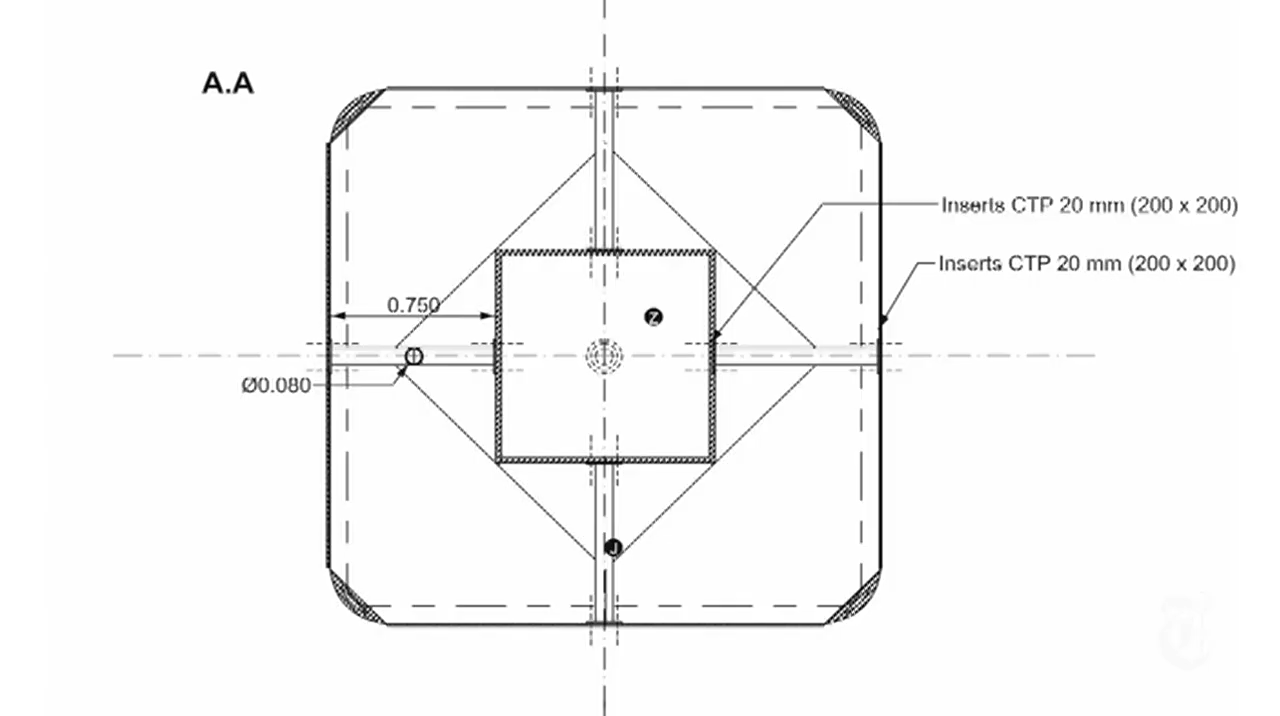 A.A
Inserts CTP 20 mm (200 x 200)
Inserts CTP 20 mm (200 x 200)
0.750
Z
Ø0.080
J